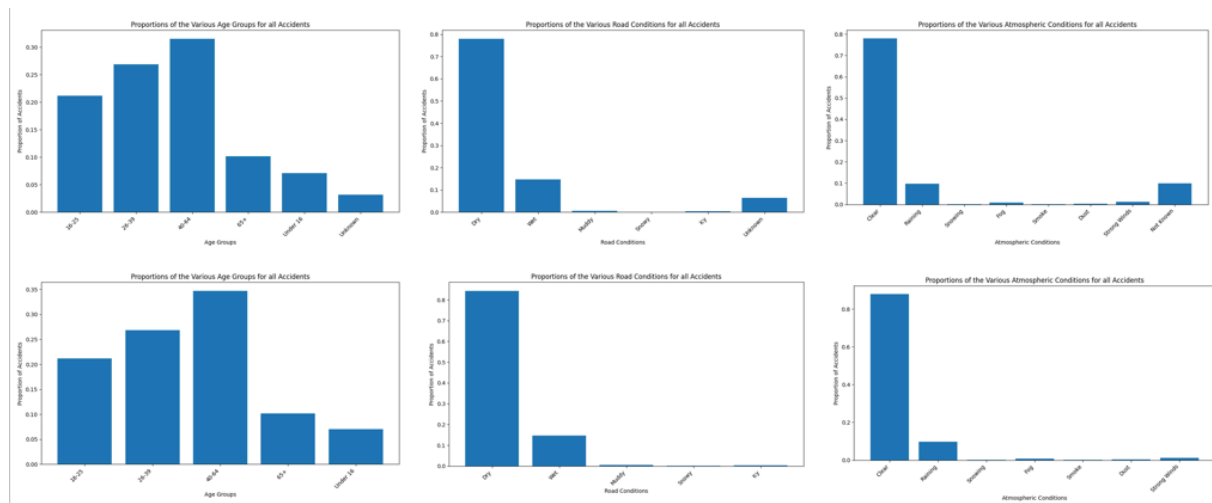 Proportions of the Various Age Groups for all Accidents
Proportion of Accidents
0.30
0.25
0.20
0.15
0.10
0.05
0.00
16-25
26-39
40-64
65+
Under 16
Unknown
Age Groups
Proportions of the Various Road Conditions for all Accidents
Proportion of Accidents
0.8
0.7
0.6
0.5
0.4
0.3
0.2
0.1
0.0
Dry
Wet
Muddy
Snowy
Icy
Unknown
Road Conditions
Proportions of the Various Atmospheric Conditions for all Accidents
Proportion of Accidents
0.8
0.7
0.6
0.5
0.4
0.3
0.2
0.1
0.0
Clear
Raining
Snowing
Fog
Smoke
Dust
Strong Winds
Not Known
Atmospheric Conditions
Proportions of the Various Age Groups for all Accidents
Proportion of Accidents
0.35
0.30
0.25
0.20
0.15
0.10
0.05
0.00
16-25
26-39
40-64
65+
Under 16
Age Groups
Proportions of the Various Road Conditions for all Accidents
Proportion of Accidents
0.8
0.7
0.6
0.5
0.4
0.3
0.2
0.1
0.0
Dry
Wet
Muddy
Snowy
Icy
Road Conditions
Proportions of the Various Atmospheric Conditions for all Accidents
Proportion of Accidents
0.8
0.6
0.4
0.2
0.0
Clear
Raining
Snowing
Fog
Smoke
Dust
Strong Winds
Atmospheric Conditions